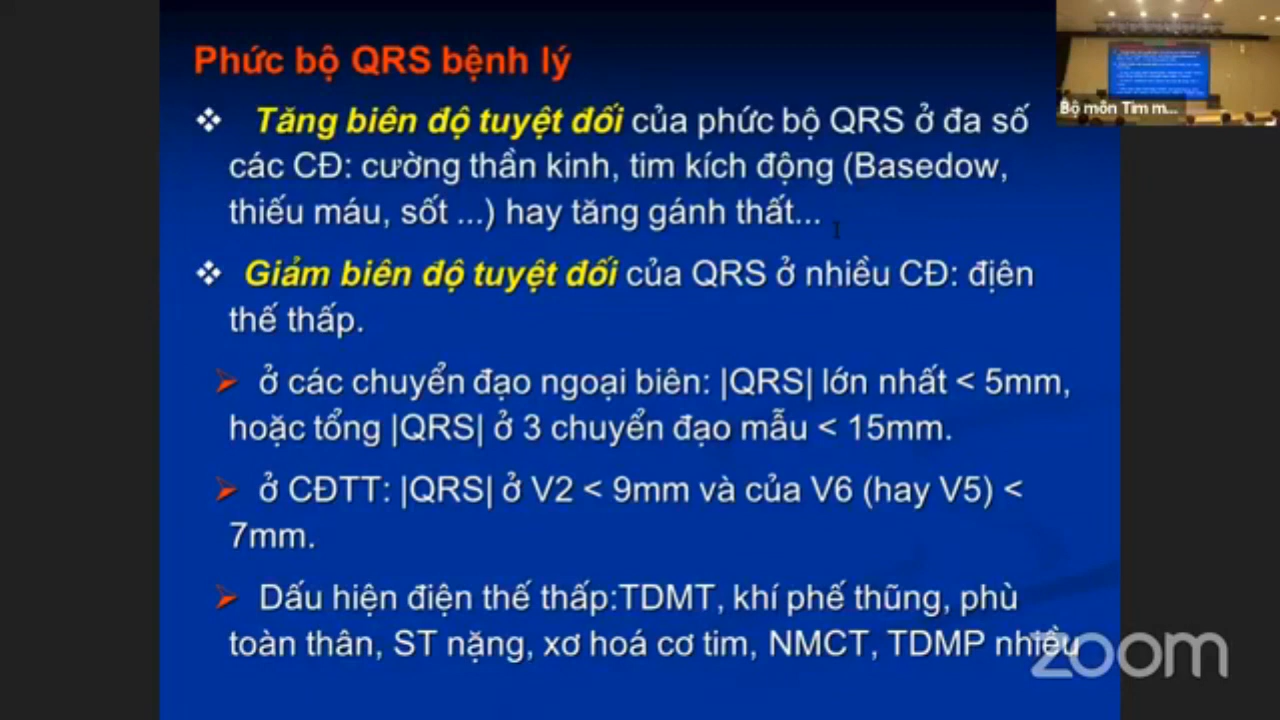 Phức bộ QRS bệnh lý
❖ Tăng biên độ tuyệt đối của phức bộ QRS ở đa số
các CĐ: cường thần kinh, tim kích động (Basedow,
thiếu máu, sốt ...) hay tăng gánh thất...
❖ Giảm biên độ tuyệt đối của QRS ở nhiều CĐ: địên
thế thấp.
➢ ở các chuyển đạo ngoại biên: |QRS| lớn nhất < 5mm,
hoặc tổng |QRS| ở 3 chuyển đạo mẫu < 15mm.
➢ ở CĐTT: |QRS| ở V2 < 9mm và của V6 (hay V5) <
7mm.
➢ Dấu hiện điện thế thấp:TDMT, khí phế thũng, phù
toàn thân, ST nặng, xơ hoá cơ tim, NMCT, TDMP nhiều
Bộ môn Tim m...
zoom